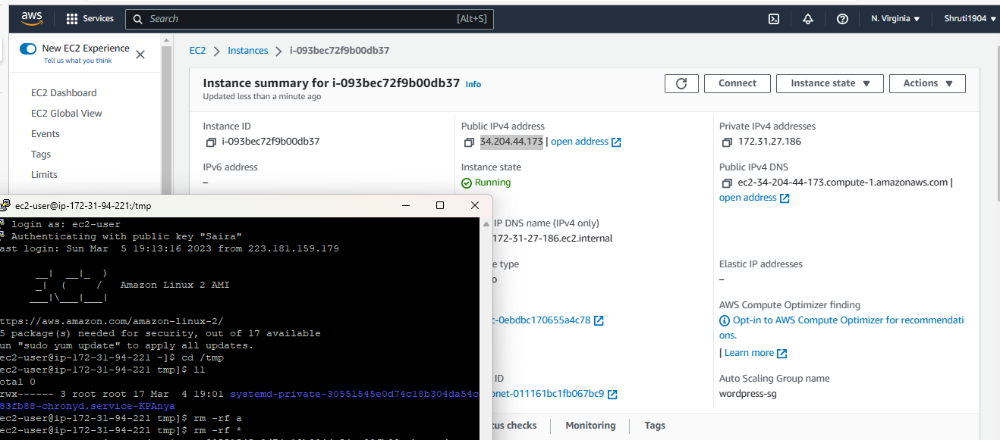 aws
Services
Search
[Alt+S]
N. Virginia
Shruti1904
New EC2 Experience
Tell us what you think
EC2 Dashboard
EC2 Global View
Events
Tags
Limits
EC2 > Instances > i-093bec72f9b00db37
Instance summary for i-093bec72f9b00db37 Info
Updated less than a minute ago
Connect
Instance state
Actions
Instance ID
i-093bec72f9b00db37
IPv6 address
–
Public IPv4 address
34.204.44.173 | open address
Instance state
Running
IP DNS name (IPv4 only)
172-31-27-186.ec2.internal
e type
o
c-0ebdbc170655a4c78
ID
onet-011161bc1fb067bc9
Private IPv4 addresses
172.31.27.186
Public IPv4 DNS
ec2-34-204-44-173.compute-1.amazonaws.com |
open address
Elastic IP addresses
–
AWS Compute Optimizer finding
Opt-in to AWS Compute Optimizer for recommendati
ons.
| Learn more
Auto Scaling Group name
wordpress-sg
tus checks
Monitoring
Tags
ec2-user@ip-172-31-94-221:/tmp
login as: ec2-user
Authenticating with public key "Saira"
ast login: Sun Mar  5 19:13:16 2023 from 223.181.159.179
__|  __|_  )
_|  (     /   Amazon Linux 2 AMI
___|\___|___|
ttps://aws.amazon.com/amazon-linux-2/
5 package(s) needed for security, out of 17 available
un "sudo yum update" to apply all updates.
ec2-user@ip-172-31-94-221 ~]$ cd /tmp
ec2-user@ip-172-31-94-221 tmp]$ ll
otal 0
rwx------ 3 root root 17 Mar  4 19:01 systemd-private-30551545e0d74c18b304da54c
83fb88-chronyd.service-KPAnya
ec2-user@ip-172-31-94-221 tmp]$ rm -rf a
ec2-user@ip-172-31-94-221 tmp]$ rm -rf *